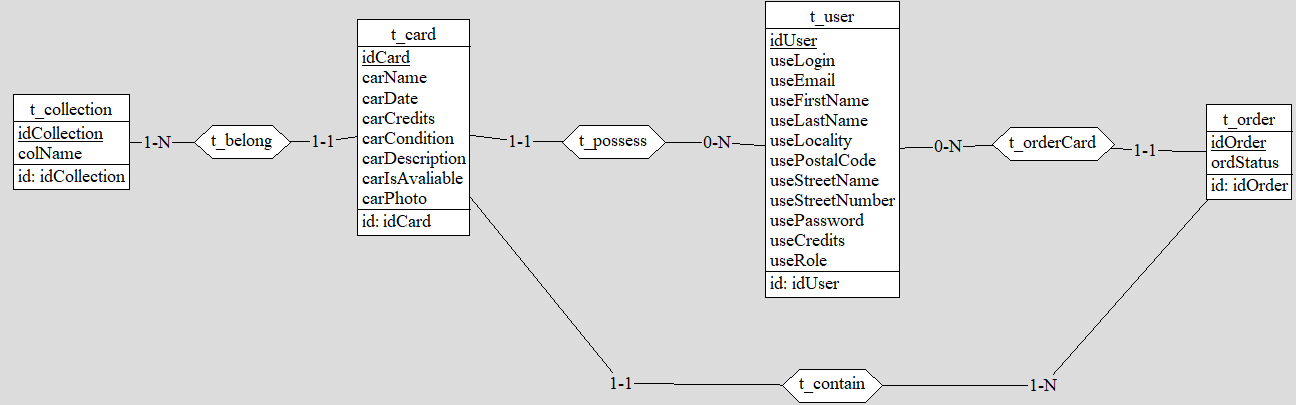 t_collection
idCollection
colName
id: idCollection
1-N
t_belong
1-1
t_card
idCard
carName
carDate
carCredits
carCondition
carDescription
carIsAvaliable
carPhoto
id: idCard
1-1
t_possess
0-N
t_user
idUser
useLogin
useEmail
useFirstName
useLastName
useLocality
usePostalCode
useStreetName
useStreetNumber
usePassword
useCredits
useRole
id: idUser
0-N
t_orderCard
1-1
t_order
idOrder
ordStatus
id: idOrder
1-1
t_contain
1-N